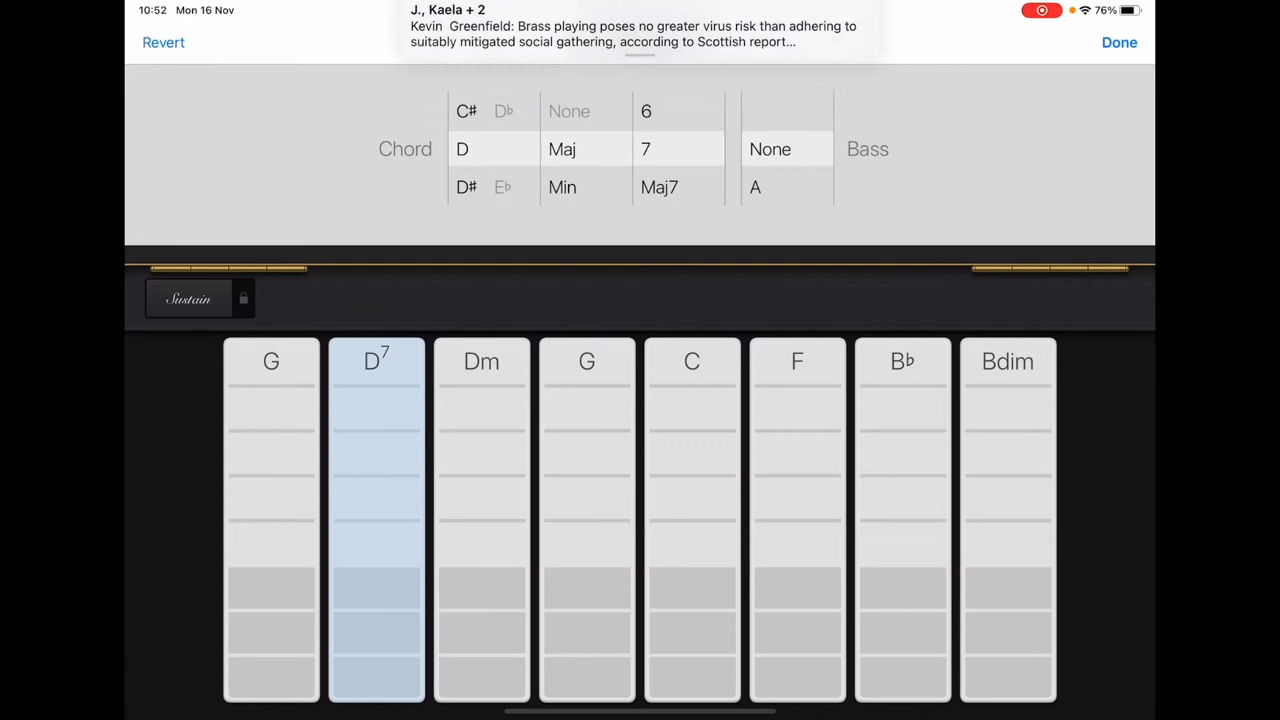 10:52 Mon 16 Nov
J., Kaela + 2
76%
Kevin Greenfield: Brass playing poses no greater virus risk than adhering to
suitably mitigated social gathering, according to Scottish report...
Revert
Done
C# D♭ None 6
Chord D Maj 7 None Bass
D# E♭ Min Maj7 A
Sustain
G D7 Dm G C F B♭ Bdim